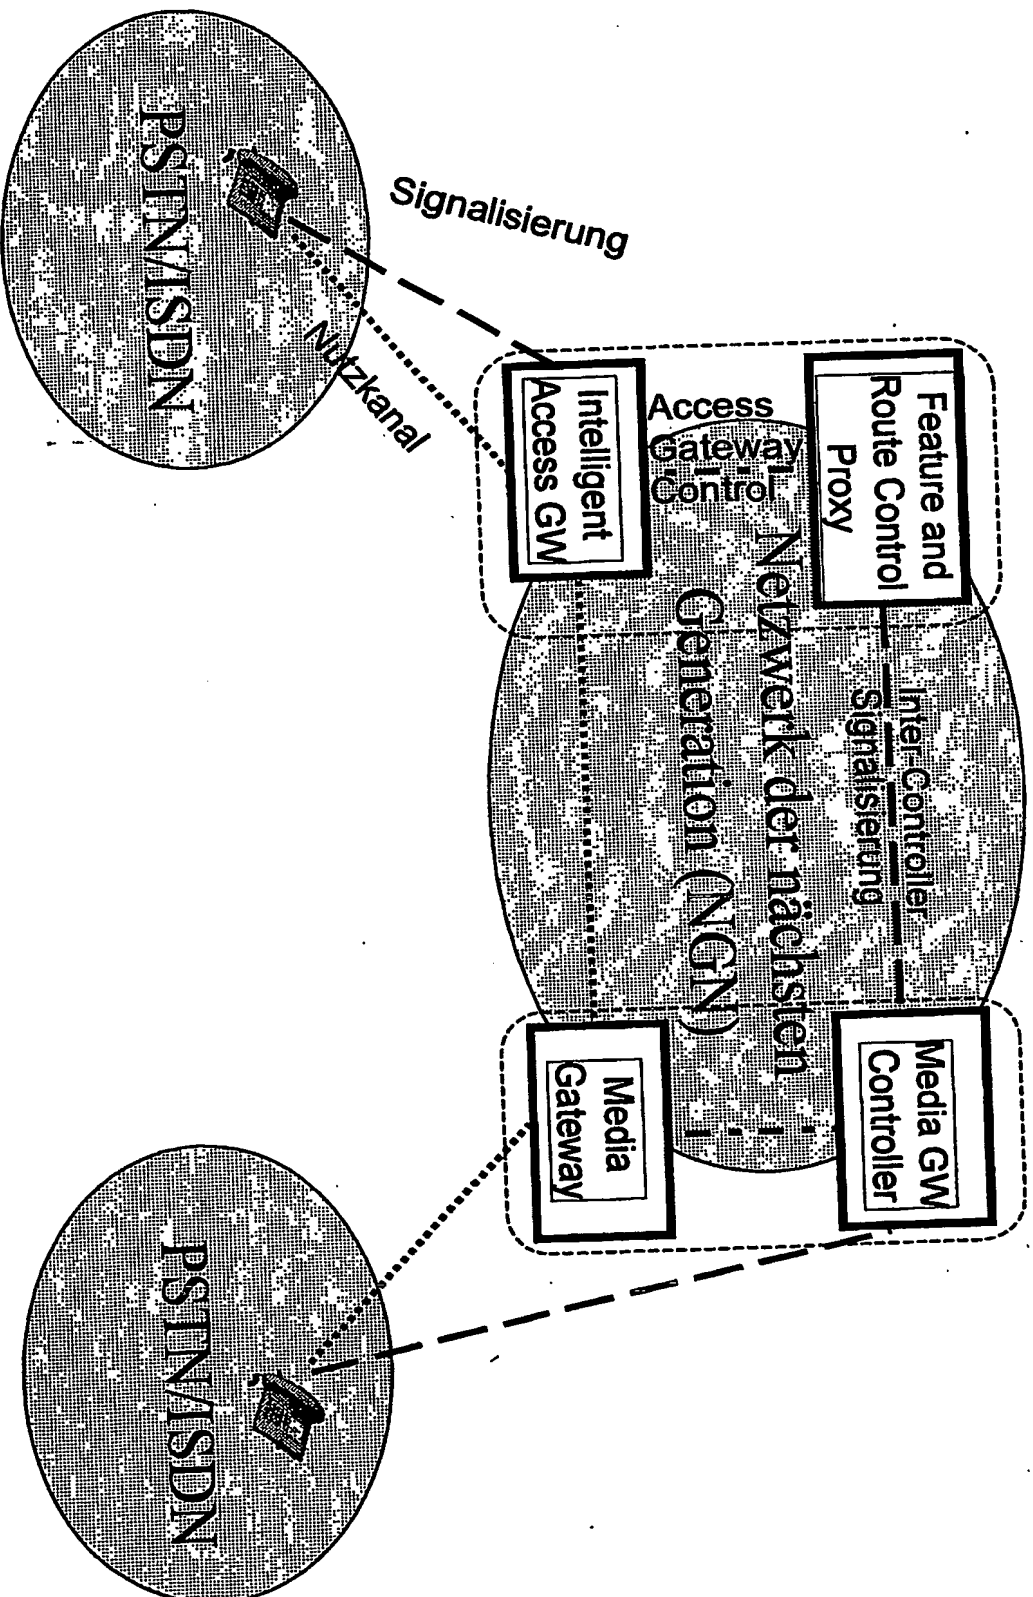 Feature and
Route Control
Proxy
Inter-Controller
Signalisierung
Media GW
Controller
Access
Gateway
Control
Netzwerk der nächsten
Generation (NGN)
Intelligent
Access GW
Media
Gateway
Signalisierung
Nutzkanal
PSTN/ISDN
PSTN/ISDN